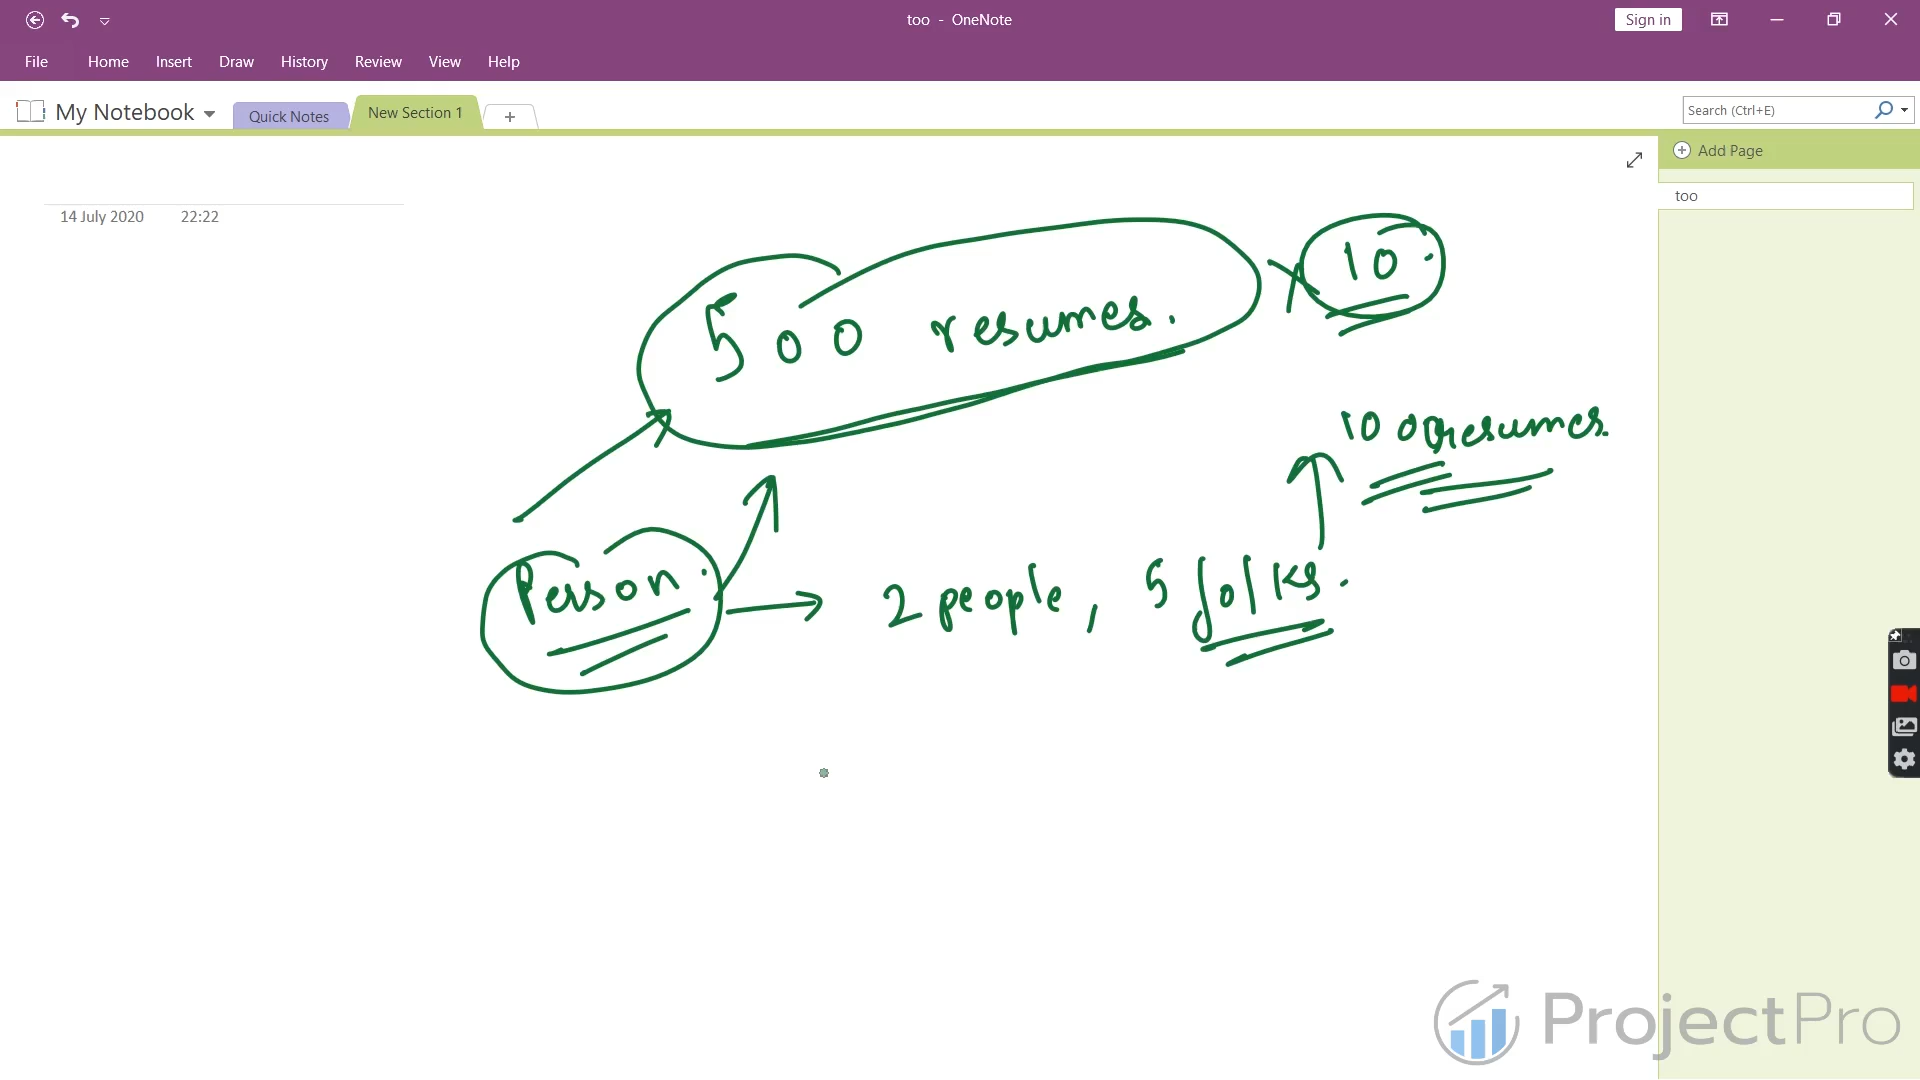 too - OneNote
Sign in
File Home Insert Draw History Review View Help
My Notebook
Quick Notes
New Section 1
+
Search (Ctrl+E)
Add Page
too
14 July 2020 22:22
500 resumes. x 10.
1000 resumes.
Person. → 2 people, 5 folks.
ProjectPro